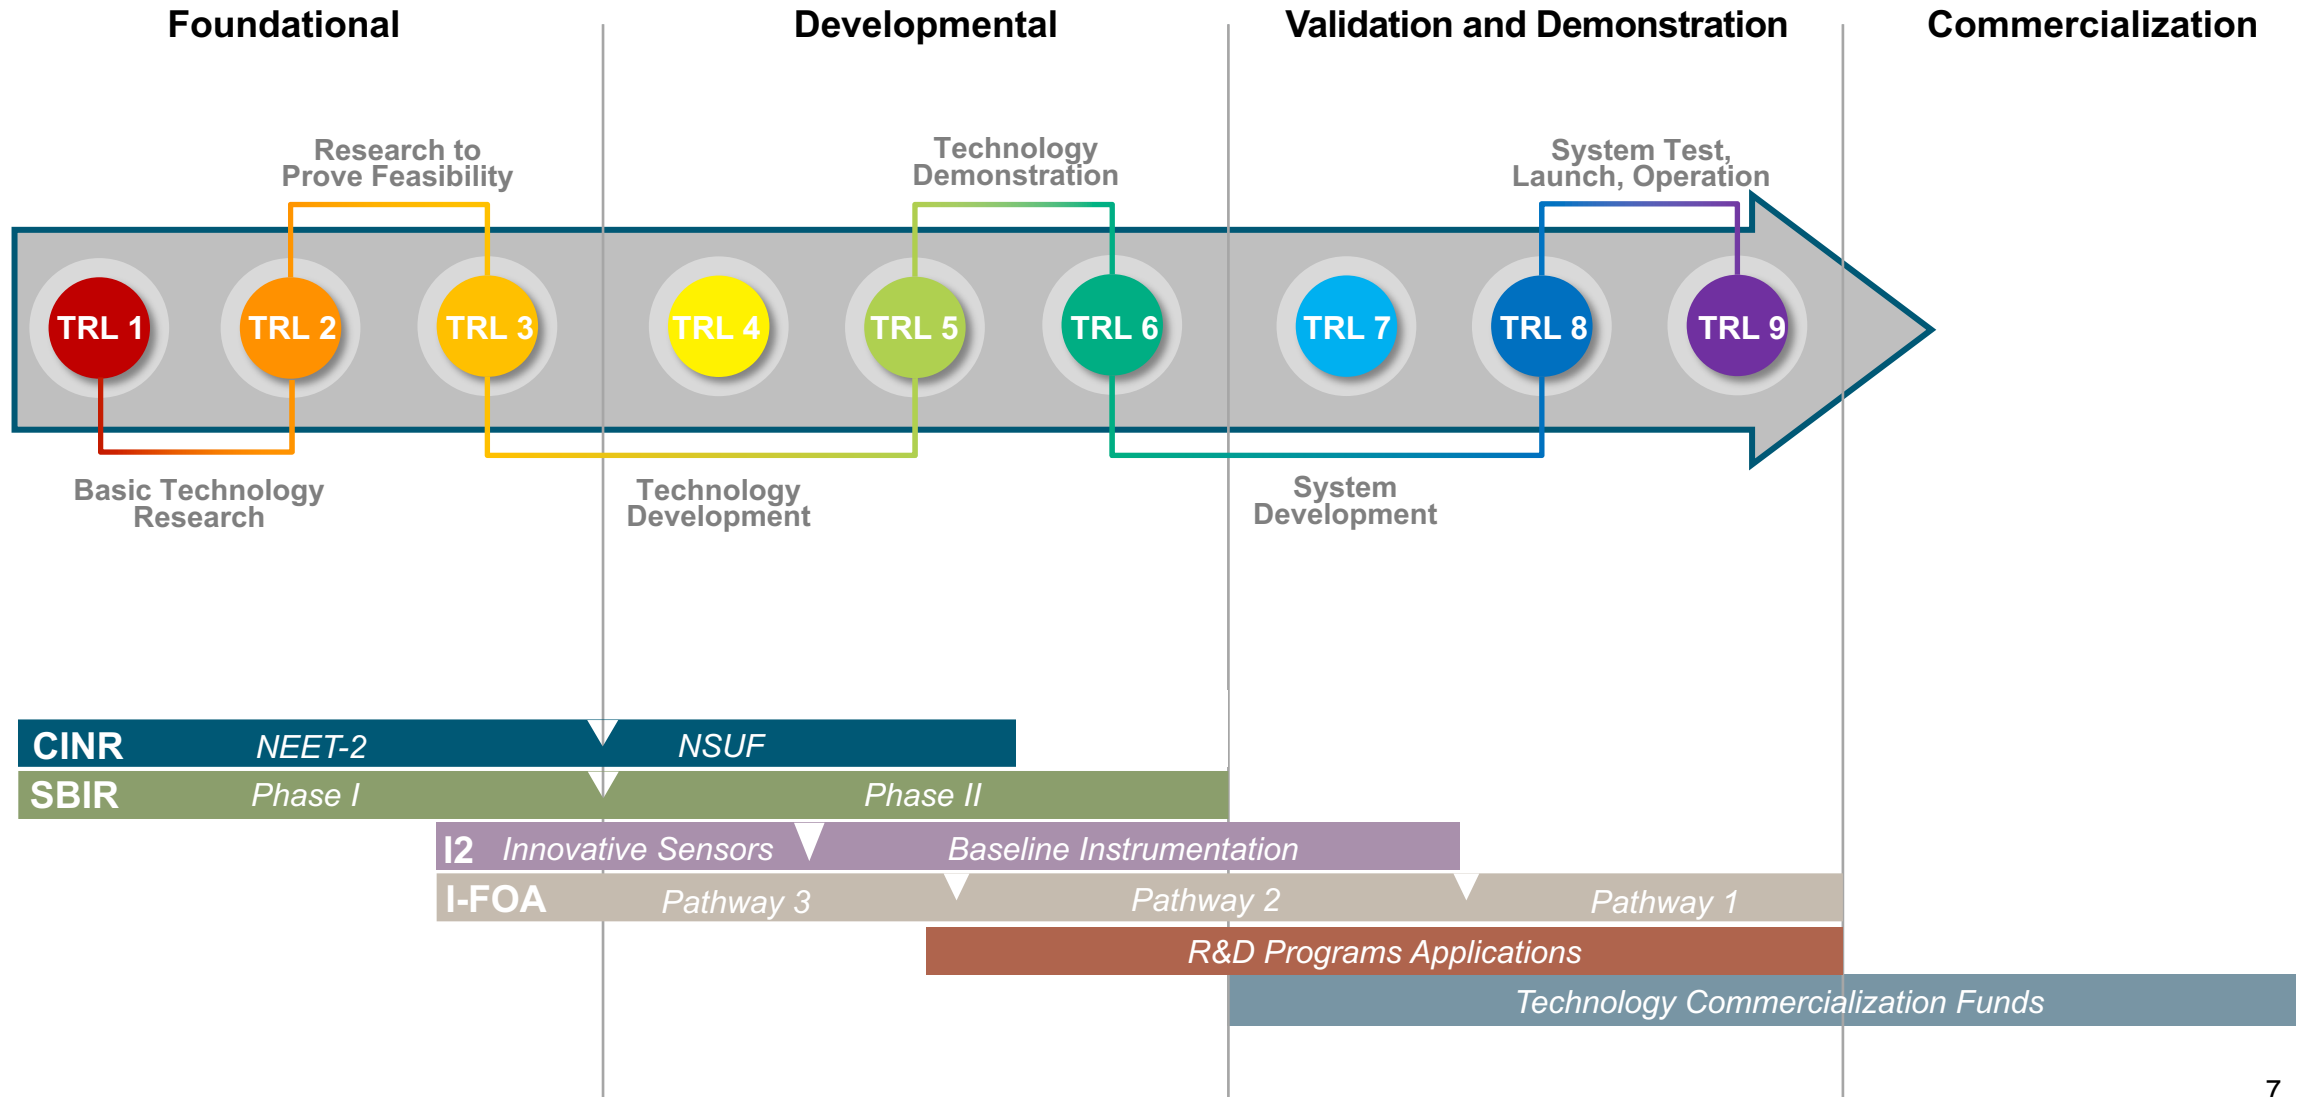 Foundational
Developmental
Validation and Demonstration
Commercialization
Research to
Prove Feasibility
Technology
Demonstration
System Test,
Launch, Operation
TRL 1
TRL 2
TRL 3
TRL 4
TRL 5
TRL 6
TRL 7
TRL 8
TRL 9
Basic Technology
Research
Technology
Development
System
Development
CINR NEET-2 NSUF
SBIR Phase I Phase II
I2 Innovative Sensors Baseline Instrumentation
I-FOA Pathway 3 Pathway 2 Pathway 1
R&D Programs Applications
Technology Commercialization Funds
7